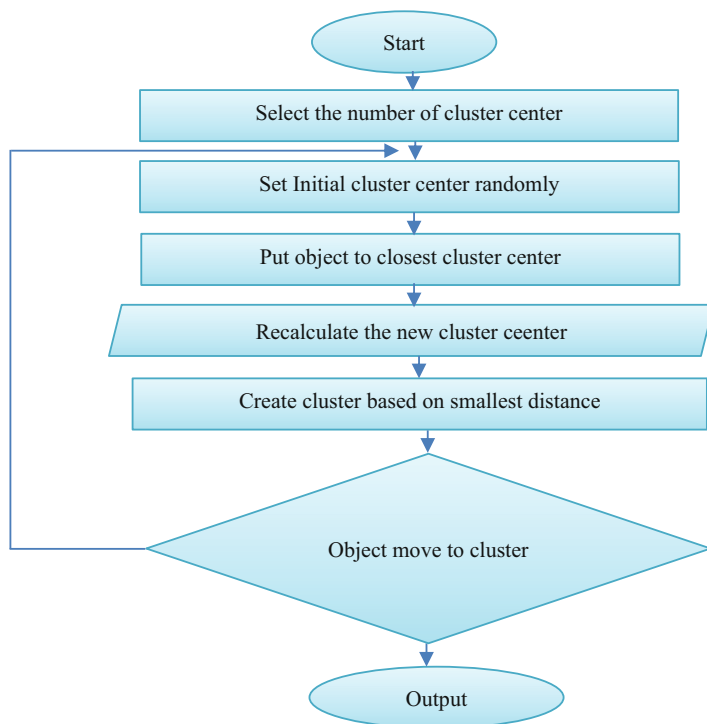 Start
Select the number of cluster center
Set Initial cluster center randomly
Put object to closest cluster center
Recalculate the new cluster ceenter
Create cluster based on smallest distance
Object move to cluster
Output